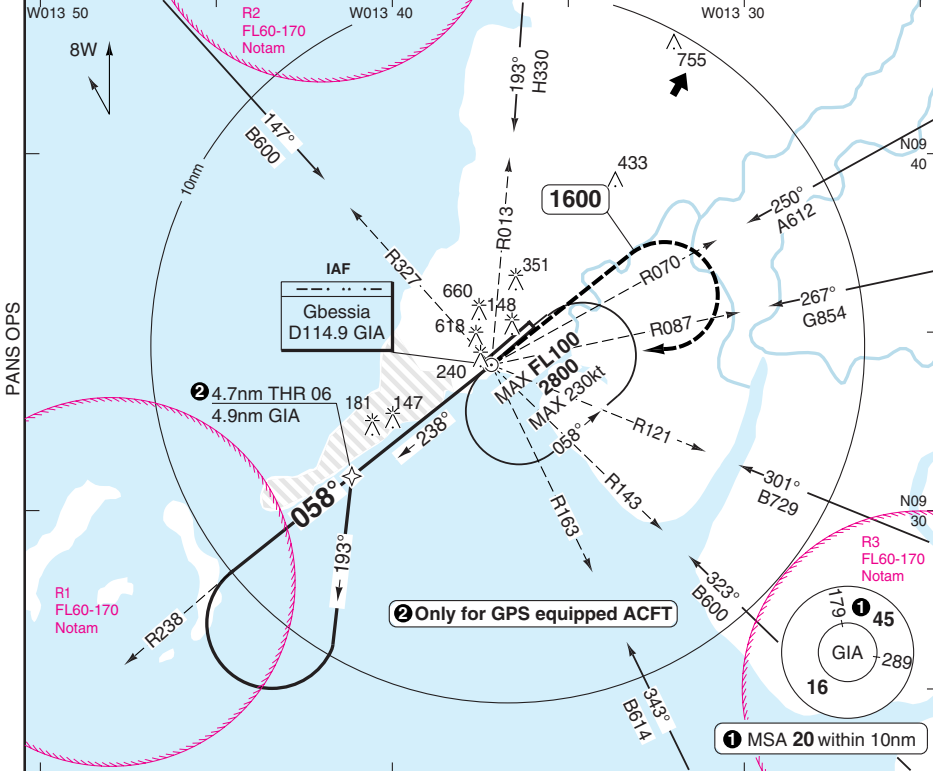 W013 50
W013 40
W013 30
R2
FL60-170
Notam
8W
755
193°
H330
147°
B600
N09
40
10nm
433
1600
250°
A612
R013
R327
R070
IAF
Gbessia
D114.9 GIA
351
660
148
618
240
267°
G854
R087
PANS OPS
MAX FL100
2800
MAX 230kt
❷ 4.7nm THR 06
4.9nm GIA
181
147
238°
058°
R121
058°
R143
R163
301°
B729
N09
30
193°
R3
FL60-170
Notam
R1
FL60-170
Notam
323°
B600
❷ Only for GPS equipped ACFT
R238
179
❶ 45
GIA
289
16
343°
B614
❶ MSA 20 within 10nm